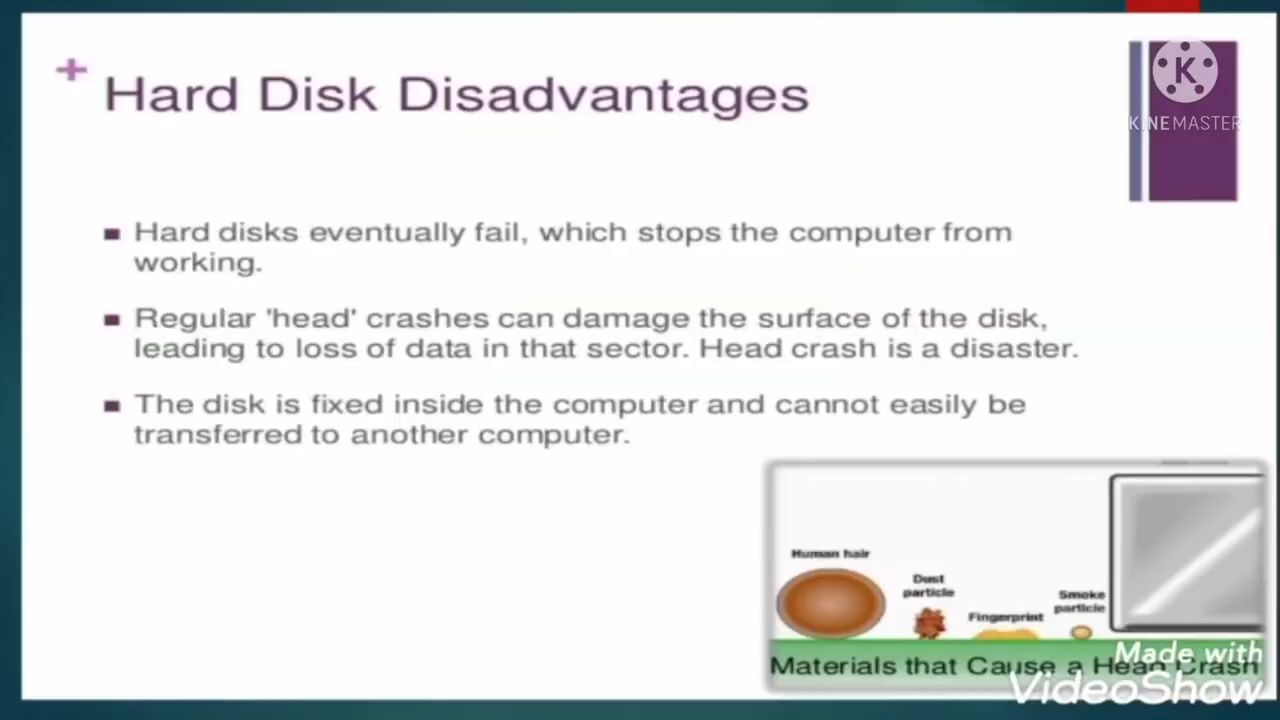 + Hard Disk Disadvantages
K
KINEMASTER
Hard disks eventually fail, which stops the computer from
working.
Regular 'head' crashes can damage the surface of the disk,
leading to loss of data in that sector. Head crash is a disaster.
The disk is fixed inside the computer and cannot easily be
transferred to another computer.
Human hair
Dust
particle
Fingerprint
Smoke
particle
Materials that Cause a Head Crash
Made with
VideoShow